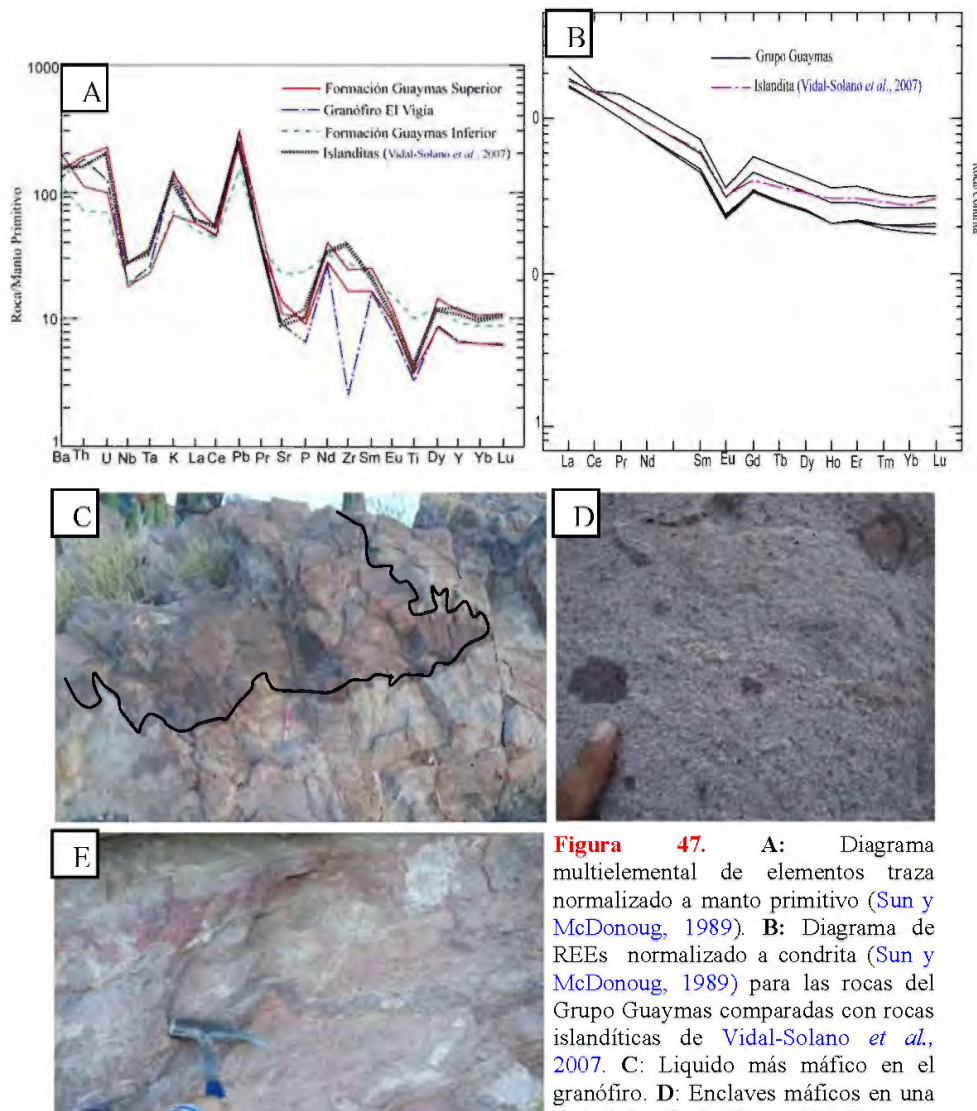 A
1000
100
10
1
Roca/Manto Primitivo
Formación Guaymas Superior
Granófiro El Vigía
Formación Guaymas Inferior
Islanditas (Vidal-Solano et al., 2007)
Ba Th U Nb Ta K La Ce Pb Pr Sr P Nd Zr Sm Eu Ti Dy Y Yb Lu
B
Grupo Guaymas
Islandita (Vidal-Solano et al., 2007)
0
0
1
La Ce Pr Nd Sm Eu Gd Tb Dy Ho Er Tm Yb Lu
C
D
E
Figura 47. A: Diagrama
multielemental de elementos traza
normalizado a manto primitivo (Sun y
McDonoug, 1989). B: Diagrama de
REEs normalizado a condrita (Sun y
McDonoug, 1989) para las rocas del
Grupo Guaymas comparadas con rocas
islandíticas de Vidal-Solano et al.,
2007. C: Liquido más máfico en el
granófiro. D: Enclaves máficos en una